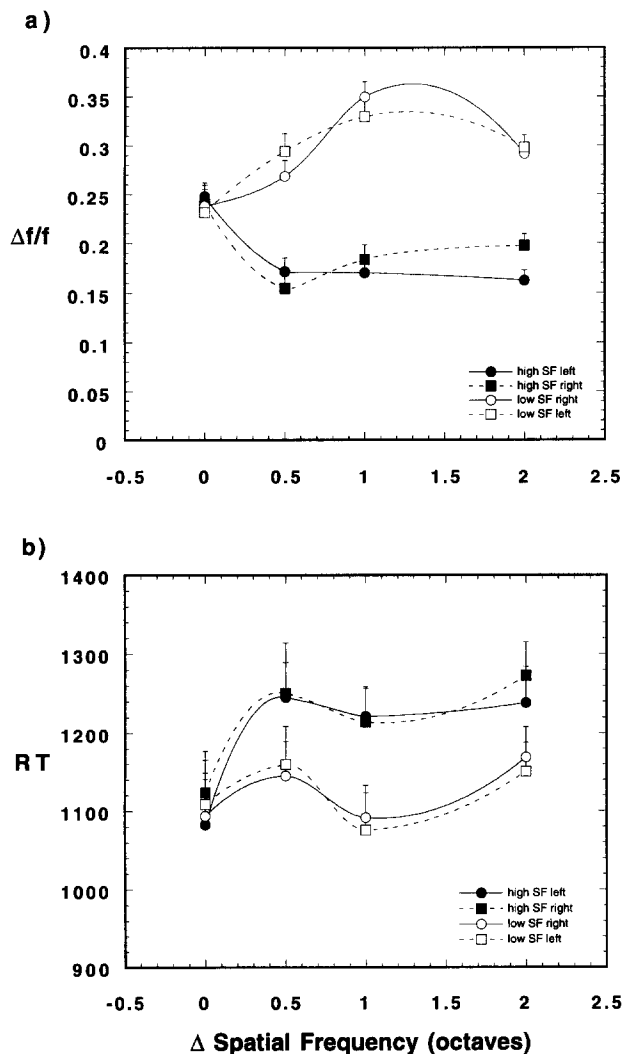 a)
0.4
0.35
0.3
0.25
Δf/f
0.2
0.15
0.1
0.05
0
high SF left
high SF right
low SF right
low SF left
-0.5 0 0.5 1 1.5 2 2.5
b)
1400
1300
1200
RT
1100
1000
900
high SF left
high SF right
low SF right
low SF left
-0.5 0 0.5 1 1.5 2 2.5
Δ Spatial Frequency (octaves)